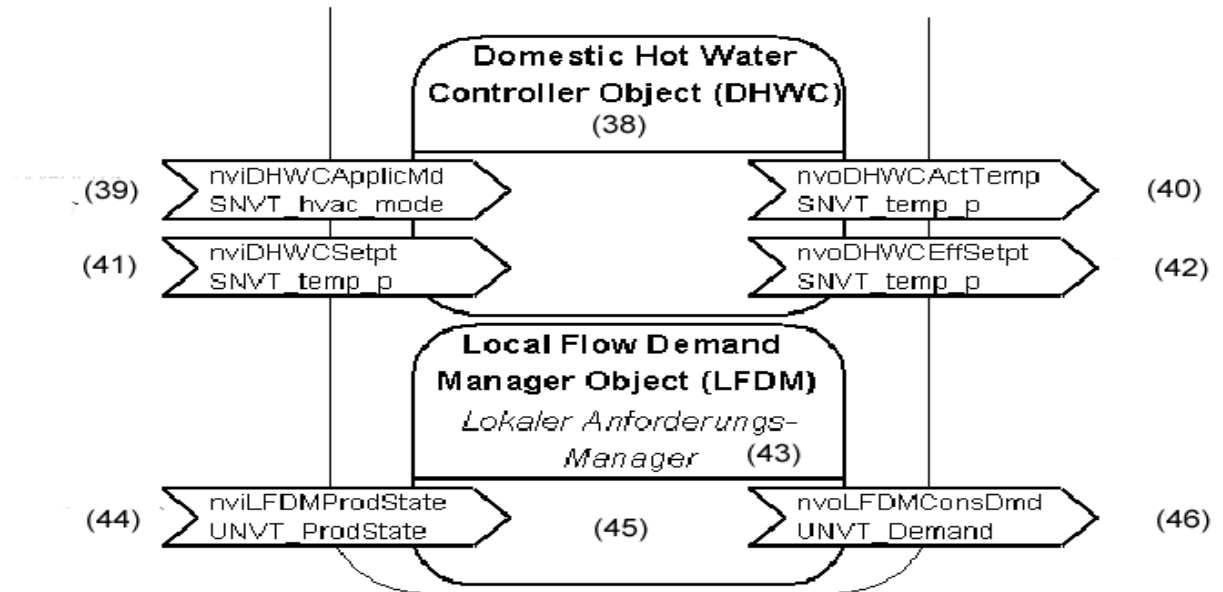 Domestic Hot Water
Controller Object (DHWC)
(38)
(39)
nviDHWCApplicMd
SNVT_hvac_mode
nvoDHWCActTemp
SNVT_temp_p
(40)
(41)
nviDHWCSetpt
SNVT_temp_p
nvoDHWCEffSetpt
SNVT_temp_p
(42)
Local Flow Demand
Manager Object (LFDM)
Lokaler Anforderungs-
Manager (43)
(44)
nviLFDMProdState
UNVT_ProdState
(45)
nvoLFDMConsDmd
UNVT_Demand
(46)